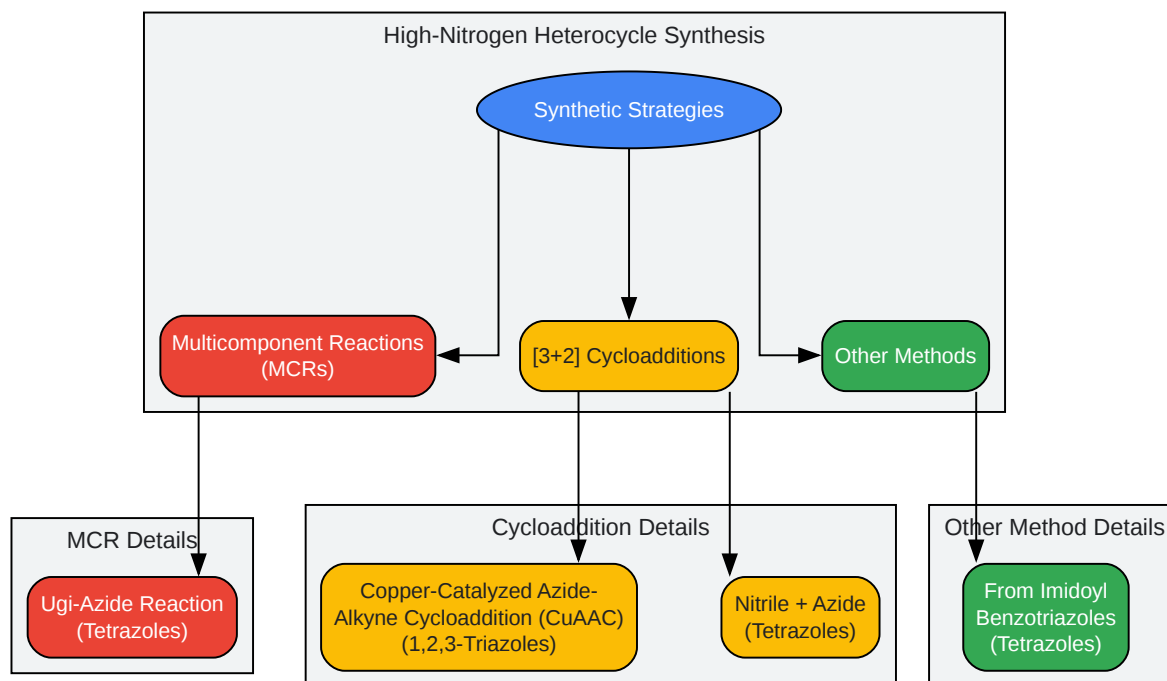 High-Nitrogen Heterocycle Synthesis
Synthetic Strategies
Multicomponent Reactions
(MCRs)
[3+2] Cycloadditions
Other Methods
MCR Details
Ugi-Azide Reaction
(Tetrazoles)
Cycloaddition Details
Copper-Catalyzed Azide-
Alkyne Cycloaddition (CuAAC)
(1,2,3-Triazoles)
Nitrile + Azide
(Tetrazoles)
Other Method Details
From Imidoyl
Benzotriazoles
(Tetrazoles)